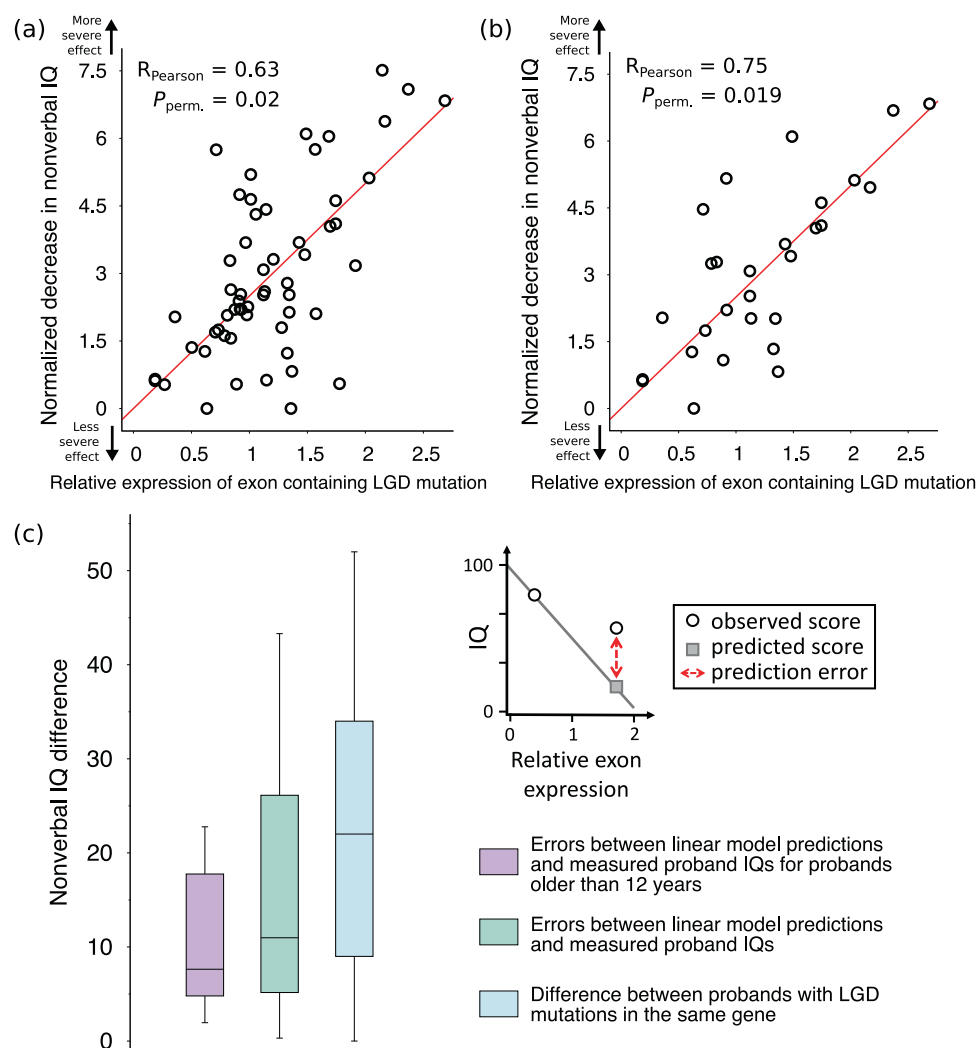 (a)
More
severe
effect
Normalized decrease in nonverbal IQ
7.5
6
4.5
3
1.5
0
R_Pearson = 0.63
P_perm. = 0.02
Less
severe
effect
0 0.5 1 1.5 2 2.5
Relative expression of exon containing LGD mutation
(b)
More
severe
effect
Normalized decrease in nonverbal IQ
7.5
6
4.5
3
1.5
0
R_Pearson = 0.75
P_perm. = 0.019
Less
severe
effect
0 0.5 1 1.5 2 2.5
Relative expression of exon containing LGD mutation
(c)
Nonverbal IQ difference
50
40
30
20
10
0
IQ
100
0
0 1 2
Relative exon
expression
observed score
predicted score
prediction error
Errors between linear model predictions
and measured proband IQs for probands
older than 12 years
Errors between linear model predictions
and measured proband IQs
Difference between probands with LGD
mutations in the same gene